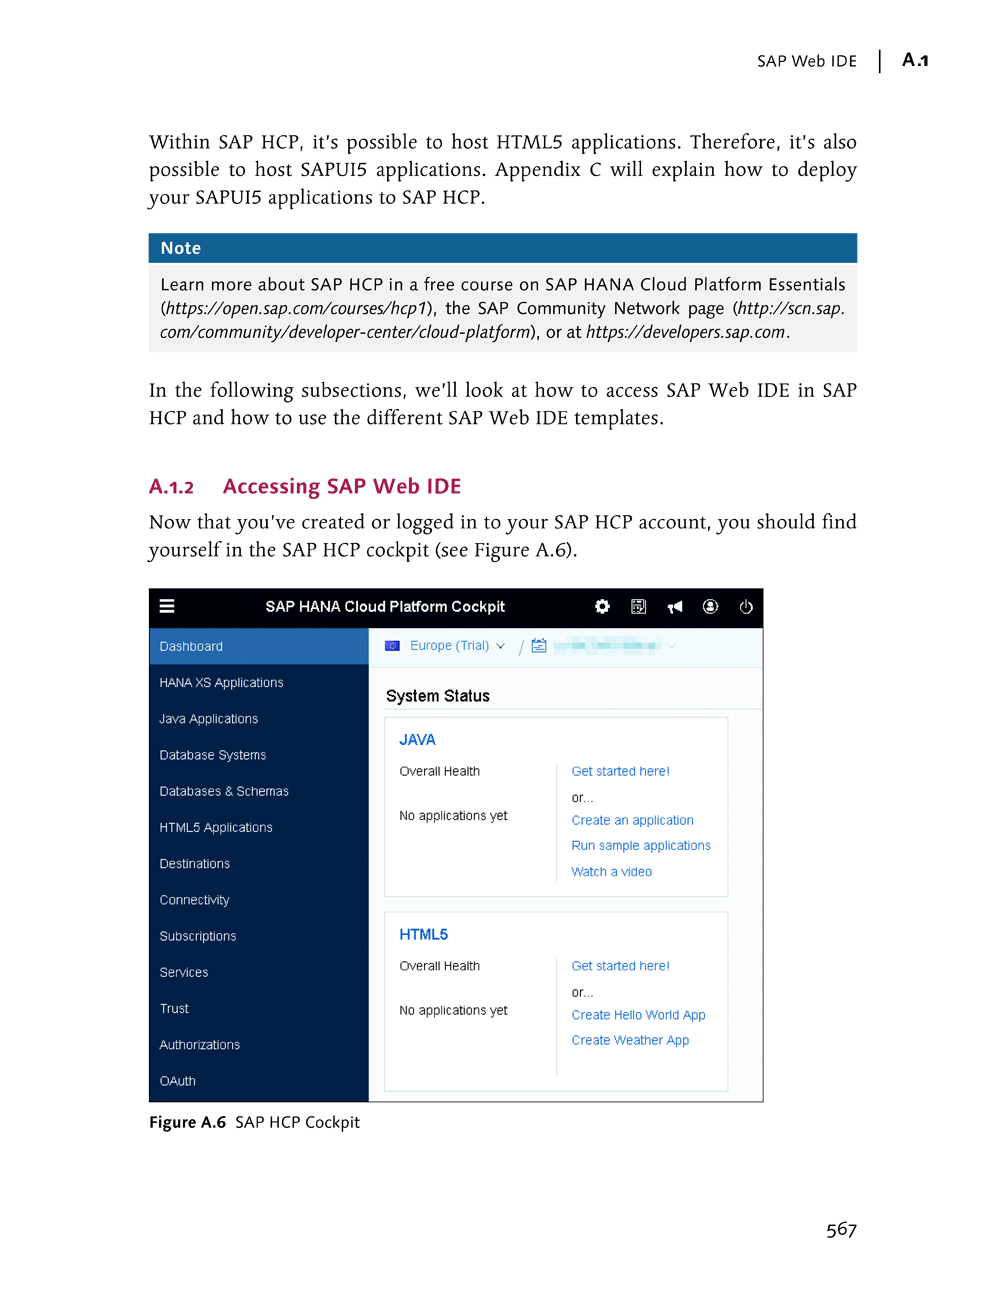 SAP Web IDE | A.1
Within SAP HCP, it's possible to host HTML5 applications. Therefore, it's also
possible to host SAPUI5 applications. Appendix C will explain how to deploy
your SAPUI5 applications to SAP HCP.
Note
Learn more about SAP HCP in a free course on SAP HANA Cloud Platform Essentials
(https://open.sap.com/courses/hcp1), the SAP Community Network page (http://scn.sap.
com/community/developer-center/cloud-platform), or at https://developers.sap.com.
In the following subsections, we'll look at how to access SAP Web IDE in SAP
HCP and how to use the different SAP Web IDE templates.
A.1.2 Accessing SAP Web IDE
Now that you've created or logged in to your SAP HCP account, you should find
yourself in the SAP HCP cockpit (see Figure A.6).
SAP HANA Cloud Platform Cockpit
Dashboard
HANA XS Applications
Java Applications
Database Systems
Databases & Schemas
HTML5 Applications
Destinations
Connectivity
Subscriptions
Services
Trust
Authorizations
OAuth
Europe (Trial) /
System Status
JAVA
Overall Health
No applications yet
Get started here!
or...
Create an application
Run sample applications
Watch a video
HTML5
Overall Health
No applications yet
Get started here!
or...
Create Hello World App
Create Weather App
Figure A.6 SAP HCP Cockpit
567